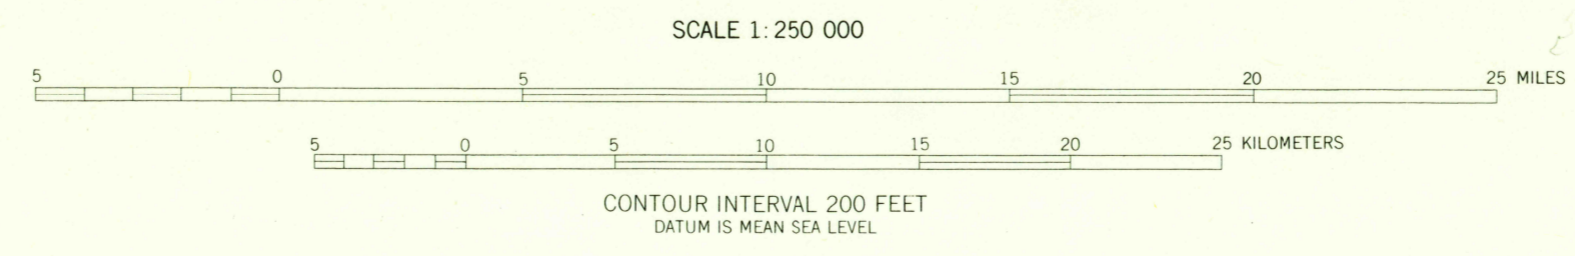 SCALE 1:250 000
5 0 5 10 15 20 25 MILES
5 0 5 10 15 20 25 KILOMETERS
CONTOUR INTERVAL 200 FEET
DATUM IS MEAN SEA LEVEL